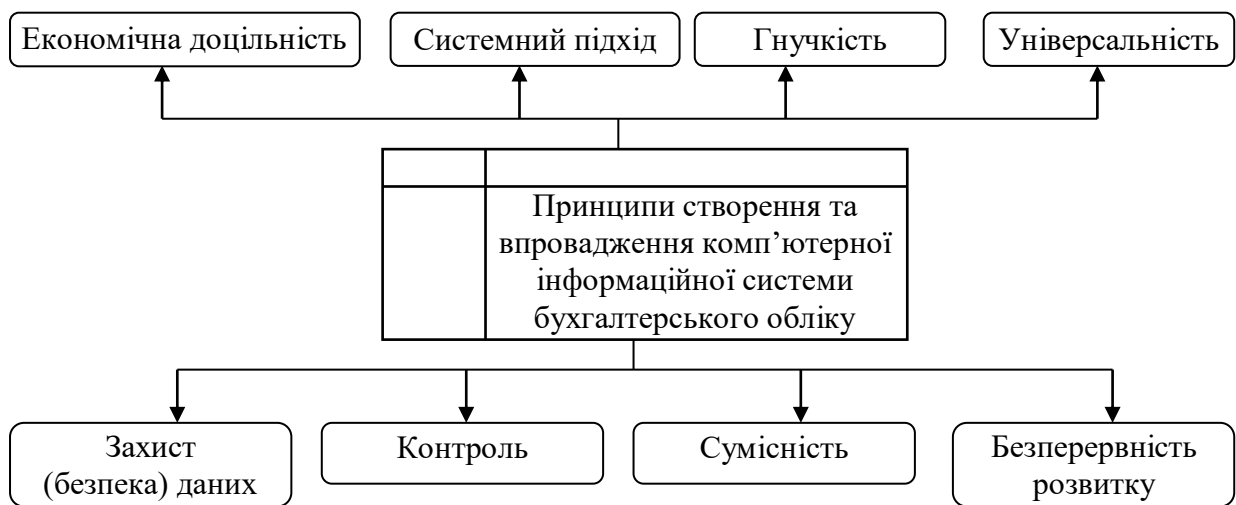 Економічна доцільність
Системний підхід
Гнучкість
Універсальність
Принципи створення та
впровадження комп’ютерної
інформаційної системи
бухгалтерського обліку
Захист
(безпека) даних
Контроль
Сумісність
Безперервність
розвитку